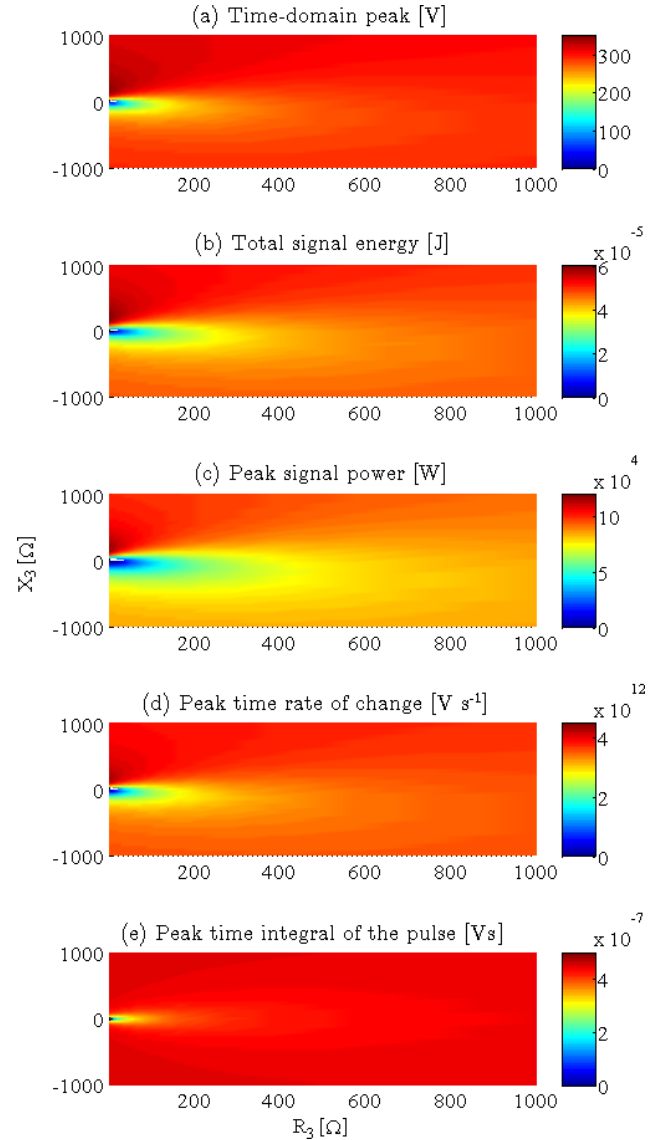 (a) Time-domain peak [V]
1000
0
-1000
200 400 600 800 1000
300
200
100
(b) Total signal energy [J]
1000
0
-1000
200 400 600 800 1000
x 10 -5
6
4
2
0
(c) Peak signal power [W]
1000
0
-1000
200 400 600 800 1000
x 10 4
10
5
0
X3 [Ω]
(d) Peak time rate of change [V s-1]
1000
0
-1000
200 400 600 800 1000
x 10 12
4
2
0
(e) Peak time integral of the pulse [Vs]
1000
0
-1000
200 400 600 800 1000
x 10 -7
4
2
0
R3 [Ω]